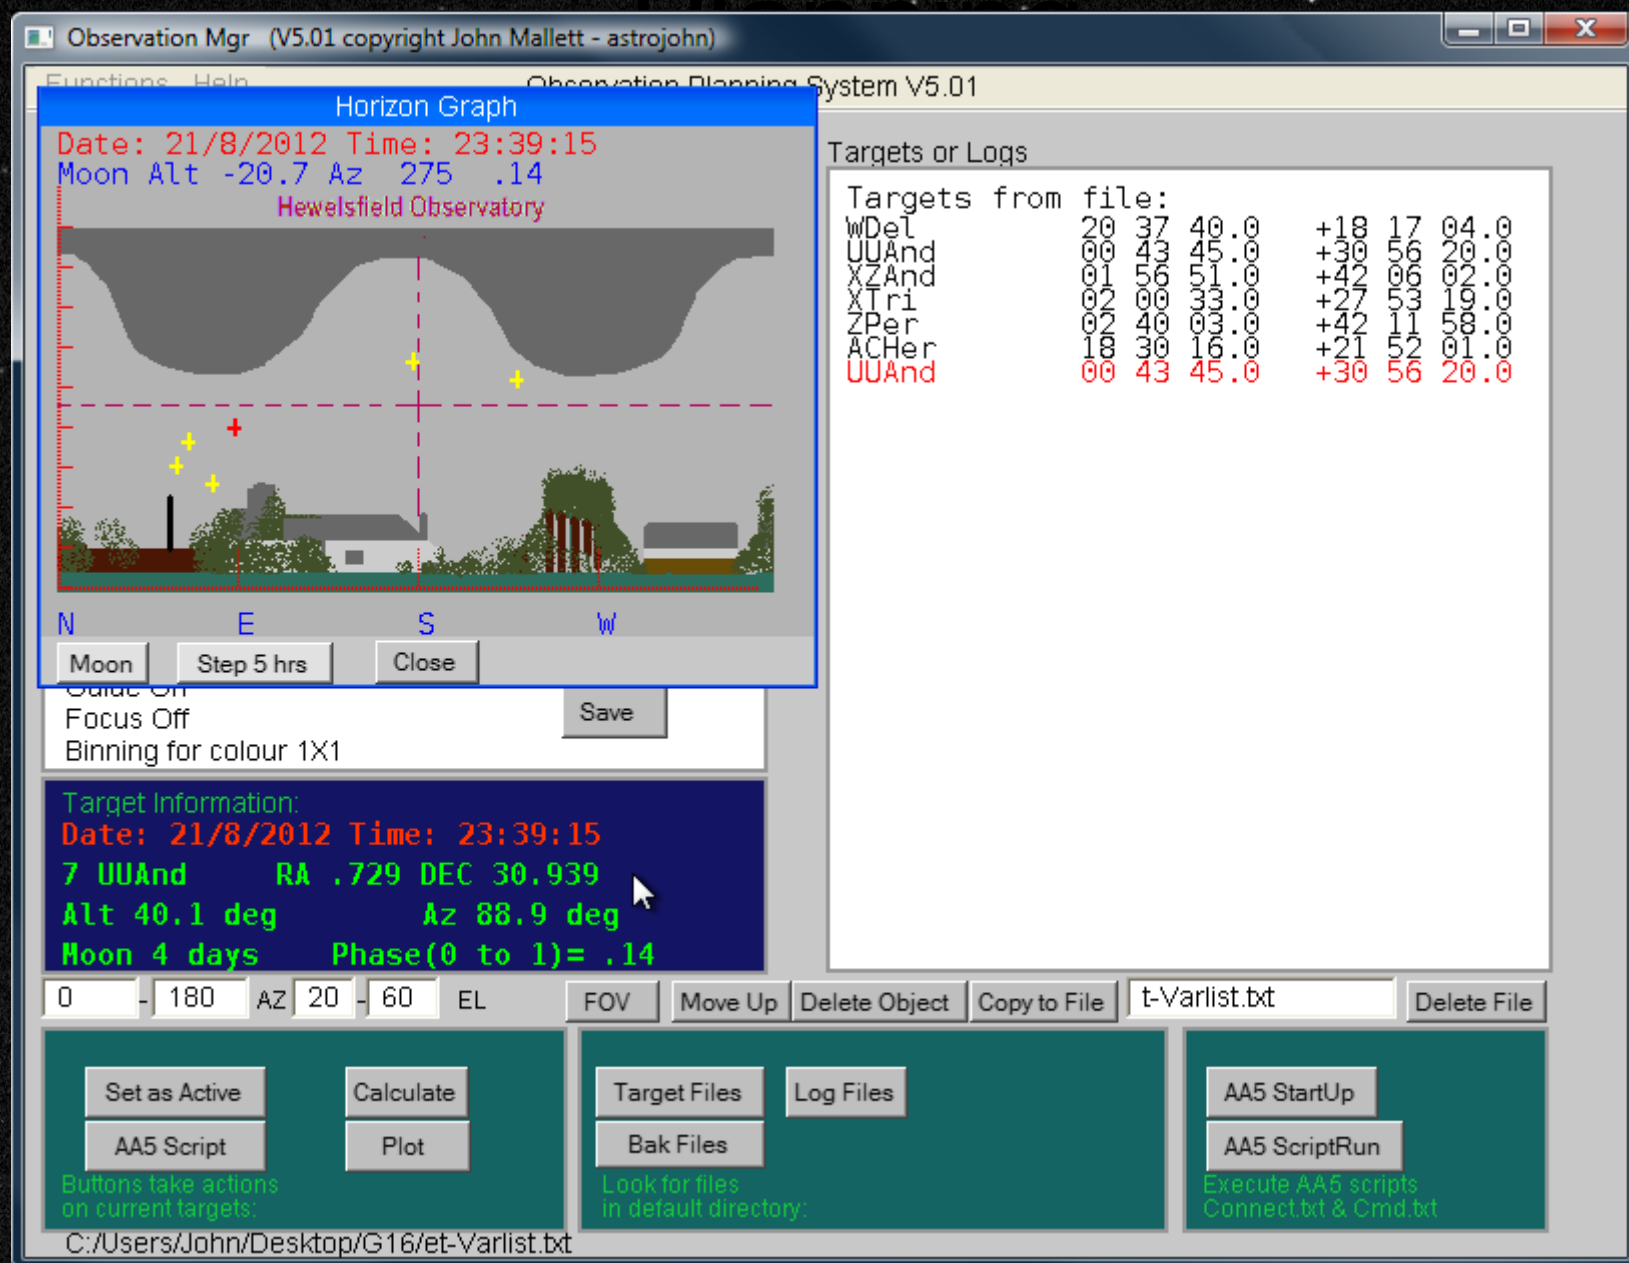 Observation Mgr (V5.01 copyright John Mallett - astrojohn)
Functions Help
Observation Planning System V5.01
Horizon Graph
Date: 21/8/2012 Time: 23:39:15
Moon Alt -20.7 Az 275 .14
Hewelsfield Observatory
N E S W
Moon
Step 5 hrs
Close
Targets or Logs
Targets from file:
WDel 20 37 40.0 +18 17 04.0
UUAnd 00 43 45.0 +30 56 20.0
XZAnd 01 56 51.0 +42 06 02.0
XTri 02 00 33.0 +27 53 19.0
ZPer 02 40 03.0 +42 11 58.0
ACHer 18 30 16.0 +21 52 01.0
UUAnd 00 43 45.0 +30 56 20.0
Guide On
Focus Off
Binning for colour 1X1
Save
Target Information:
Date: 21/8/2012 Time: 23:39:15
7 UUAnd RA .729 DEC 30.939
Alt 40.1 deg Az 88.9 deg
Moon 4 days Phase(0 to 1)= .14
0 - 180 AZ 20 - 60 EL
FOV
Move Up
Delete Object
Copy to File
t-Varlist.txt
Delete File
Set as Active
Calculate
AA5 Script
Plot
Buttons take actions
on current targets:
Target Files
Log Files
Bak Files
Look for files
in default directory:
AA5 StartUp
AA5 ScriptRun
Execute AA5 scripts
Connect.txt & Cmd.txt
C:/Users/John/Desktop/G16/et-Varlist.txt